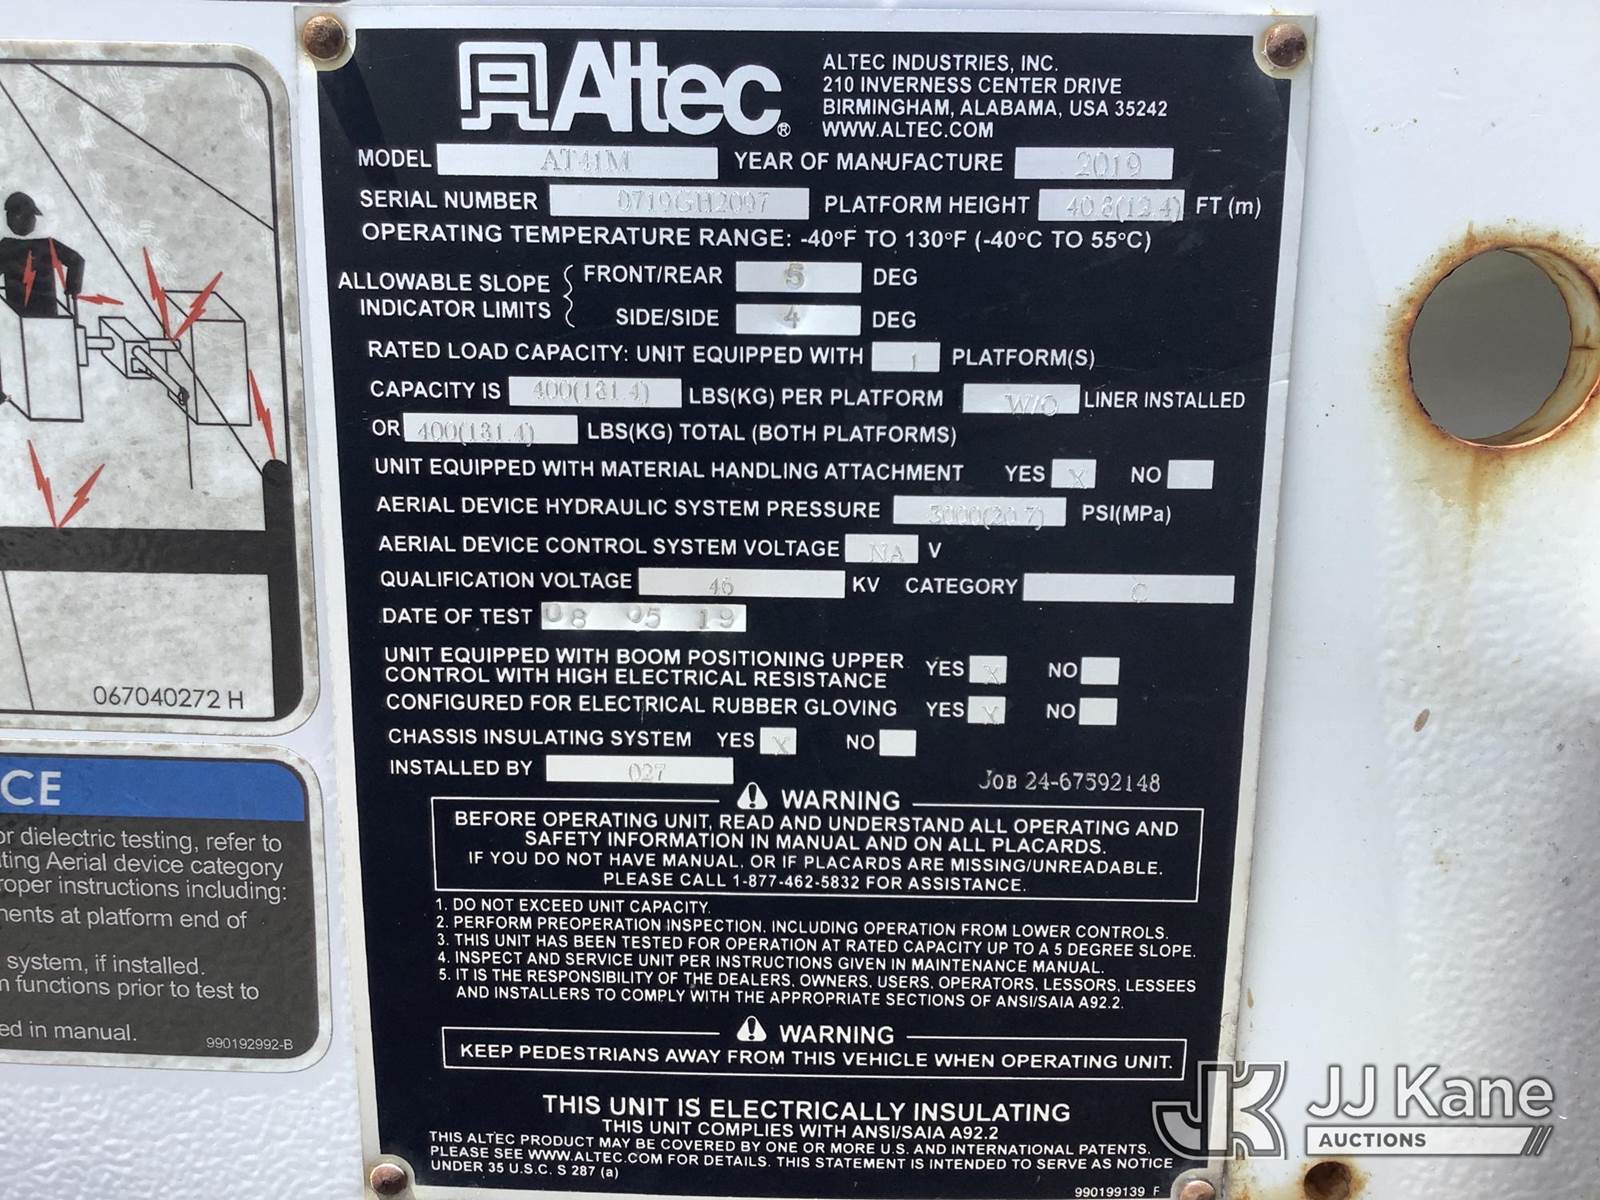 Altec®
ALTEC INDUSTRIES, INC.
210 INVERNESS CENTER DRIVE
BIRMINGHAM, ALABAMA, USA 35242
WWW.ALTEC.COM
MODEL AT41M YEAR OF MANUFACTURE 2019
SERIAL NUMBER 0719GH2097 PLATFORM HEIGHT 40.8(12.4) FT (m)
OPERATING TEMPERATURE RANGE: -40°F TO 130°F (-40°C TO 55°C)
ALLOWABLE SLOPE INDICATOR LIMITS
FRONT/REAR 5 DEG
SIDE/SIDE 4 DEG
RATED LOAD CAPACITY: UNIT EQUIPPED WITH 1 PLATFORM(S)
CAPACITY IS 400(181.4) LBS(KG) PER PLATFORM W/O LINER INSTALLED
OR 400(181.4) LBS(KG) TOTAL (BOTH PLATFORMS)
UNIT EQUIPPED WITH MATERIAL HANDLING ATTACHMENT YES X NO
AERIAL DEVICE HYDRAULIC SYSTEM PRESSURE 3000(20.7) PSI(MPa)
AERIAL DEVICE CONTROL SYSTEM VOLTAGE NA V
QUALIFICATION VOLTAGE 46 KV CATEGORY C
DATE OF TEST 08 05 19
UNIT EQUIPPED WITH BOOM POSITIONING UPPER
CONTROL WITH HIGH ELECTRICAL RESISTANCE YES X NO
CONFIGURED FOR ELECTRICAL RUBBER GLOVING YES X NO
CHASSIS INSULATING SYSTEM YES X NO
INSTALLED BY 027
JOB 24-67592148
WARNING
BEFORE OPERATING UNIT, READ AND UNDERSTAND ALL OPERATING AND
SAFETY INFORMATION IN MANUAL AND ON ALL PLACARDS.
IF YOU DO NOT HAVE MANUAL, OR IF PLACARDS ARE MISSING/UNREADABLE,
PLEASE CALL 1-877-462-5832 FOR ASSISTANCE.
1. DO NOT EXCEED UNIT CAPACITY.
2. PERFORM PREOPERATION INSPECTION, INCLUDING OPERATION FROM LOWER CONTROLS.
3. THIS UNIT HAS BEEN TESTED FOR OPERATION AT RATED CAPACITY UP TO A 5 DEGREE SLOPE.
4. INSPECT AND SERVICE UNIT PER INSTRUCTIONS GIVEN IN MAINTENANCE MANUAL.
5. IT IS THE RESPONSIBILITY OF THE DEALERS, OWNERS, USERS, OPERATORS, LESSORS, LESSEES
AND INSTALLERS TO COMPLY WITH THE APPROPRIATE SECTIONS OF ANSI/SAIA A92.2.
WARNING
KEEP PEDESTRIANS AWAY FROM THIS VEHICLE WHEN OPERATING UNIT.
THIS UNIT IS ELECTRICALLY INSULATING
THIS UNIT COMPLIES WITH ANSI/SAIA A92.2
THIS ALTEC PRODUCT MAY BE COVERED BY ONE OR MORE U.S. AND INTERNATIONAL PATENTS.
PLEASE SEE WWW.ALTEC.COM FOR DETAILS. THIS STATEMENT IS INTENDED TO SERVE AS NOTICE
UNDER 35 U.S.C. S 287 (a)
990199139 F
067040272 H
CE
or dielectric testing, refer to
ting Aerial device category
roper instructions including:
nents at platform end of
system, if installed.
n functions prior to test to
ed in manual.
990192992-B
JK JJ Kane
AUCTIONS